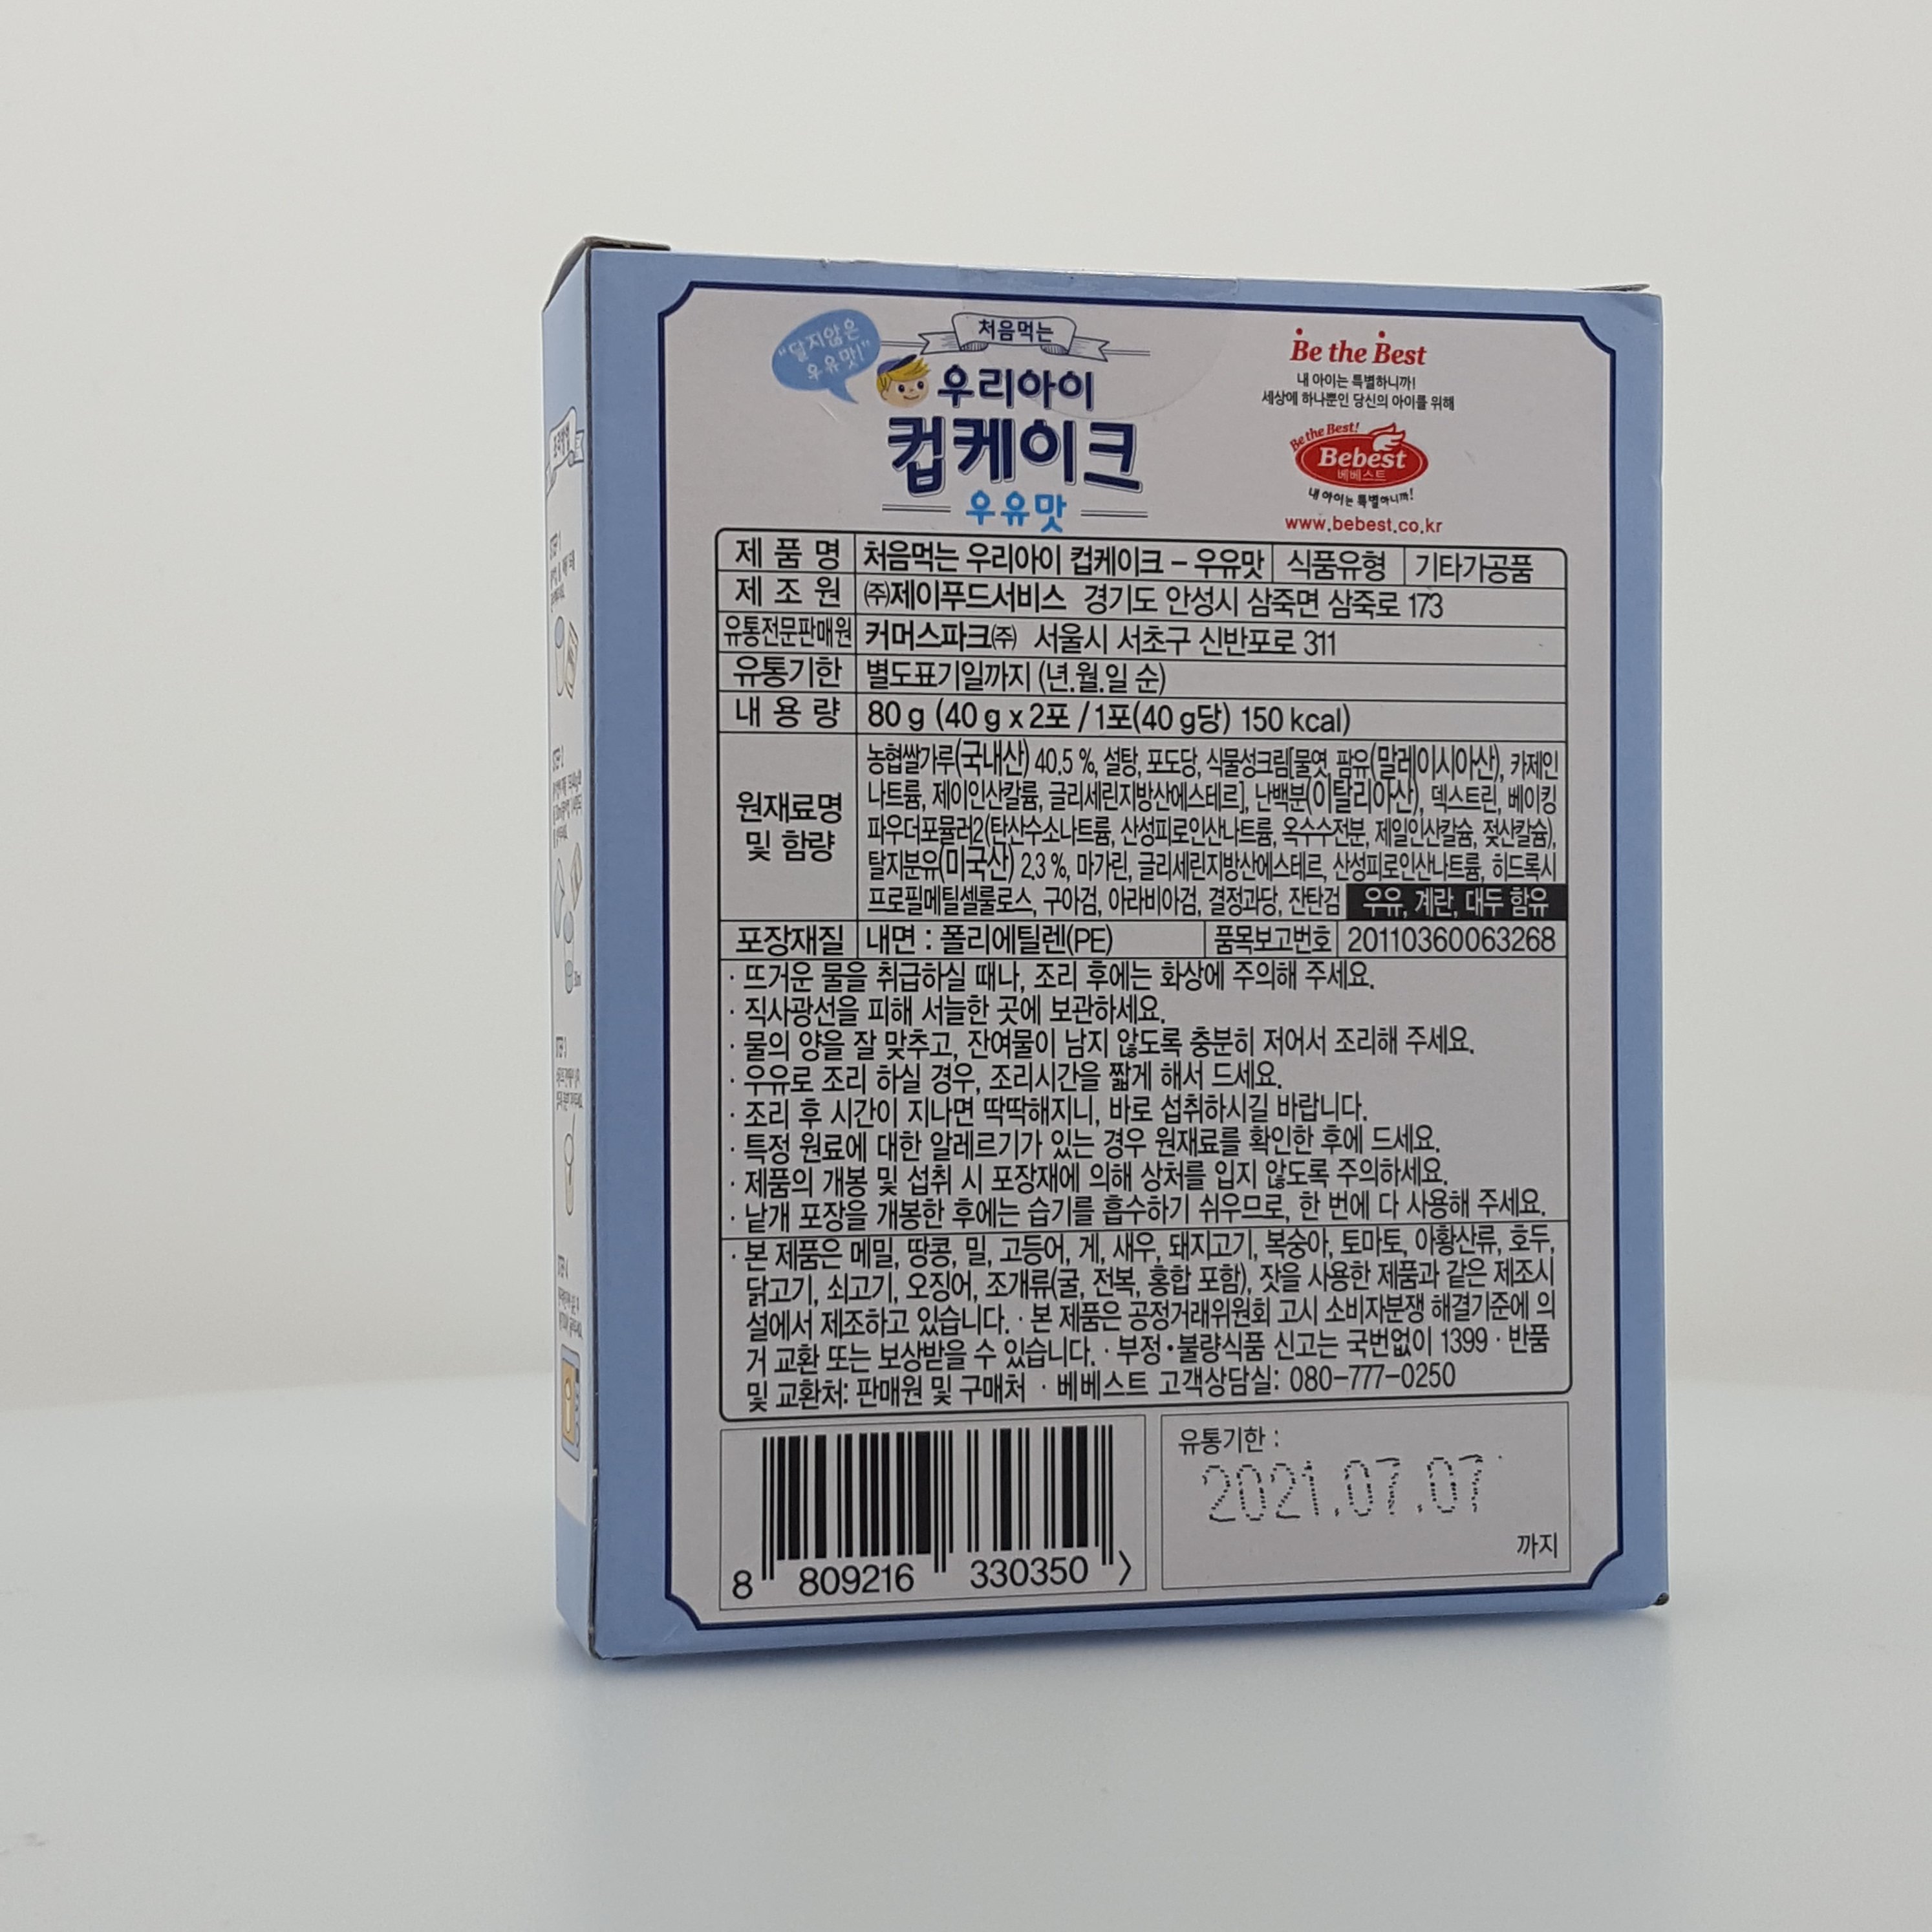 "달지않은
우유맛!"
처음먹는
우리아이
컵케이크
우유맛
Be the Best
내 아이는 특별하니까!
세상에 하나뿐인 당신의 아이를 위해
Be the Best!
Bebest
베베스트
내 아이는 특별하니까!
www.bebest.co.kr
제 품 명 처음먹는 우리아이 컵케이크 - 우유맛 식품유형 기타가공품
제 조 원 ㈜제이푸드서비스 경기도 안성시 삼죽면 삼죽로 173
유통전문판매원 커머스파크㈜ 서울시 서초구 신반포로 311
유통기한 별도표기일까지 (년.월.일 순)
내 용 량 80 g (40 g x 2포 / 1포(40 g당) 150 kcal)
원재료명
및 함량
농협쌀가루(국내산) 40.5 %, 설탕, 포도당, 식물성크림[물엿, 팜유(말레이시아산), 카제인
나트륨, 제이인산칼륨, 글리세린지방산에스테르], 난백분(이탈리아산), 덱스트린, 베이킹
파우더포뮬러2(탄산수소나트륨, 산성피로인산나트륨, 옥수수전분, 제일인산칼슘, 젖산칼슘),
탈지분유(미국산) 2.3 %, 마가린, 글리세린지방산에스테르, 산성피로인산나트륨, 히드록시
프로필메틸셀룰로스, 구아검, 아라비아검, 결정과당, 잔탄검 우유, 계란, 대두 함유
포장재질 내면 : 폴리에틸렌(PE) 품목보고번호 20110360063268
· 뜨거운 물을 취급하실 때나, 조리 후에는 화상에 주의해 주세요.
· 직사광선을 피해 서늘한 곳에 보관하세요.
· 물의 양을 잘 맞추고, 잔여물이 남지 않도록 충분히 저어서 조리해 주세요.
· 우유로 조리 하실 경우, 조리시간을 짧게 해서 드세요.
· 조리 후 시간이 지나면 딱딱해지니, 바로 섭취하시길 바랍니다.
· 특정 원료에 대한 알레르기가 있는 경우 원재료를 확인한 후에 드세요.
· 제품의 개봉 및 섭취 시 포장재에 의해 상처를 입지 않도록 주의하세요.
· 낱개 포장을 개봉한 후에는 습기를 흡수하기 쉬우므로, 한 번에 다 사용해 주세요.
· 본 제품은 메밀, 땅콩, 밀, 고등어, 게, 새우, 돼지고기, 복숭아, 토마토, 아황산류, 호두,
닭고기, 쇠고기, 오징어, 조개류(굴, 전복, 홍합 포함), 잣을 사용한 제품과 같은 제조시
설에서 제조하고 있습니다. · 본 제품은 공정거래위원회 고시 소비자분쟁 해결기준에 의
거 교환 또는 보상받을 수 있습니다. · 부정•불량식품 신고는 국번없이 1399 · 반품
및 교환처: 판매원 및 구매처 · 베베스트 고객상담실: 080-777-0250
8 809216 330350 >
유통기한 :
2021.07.07
까지